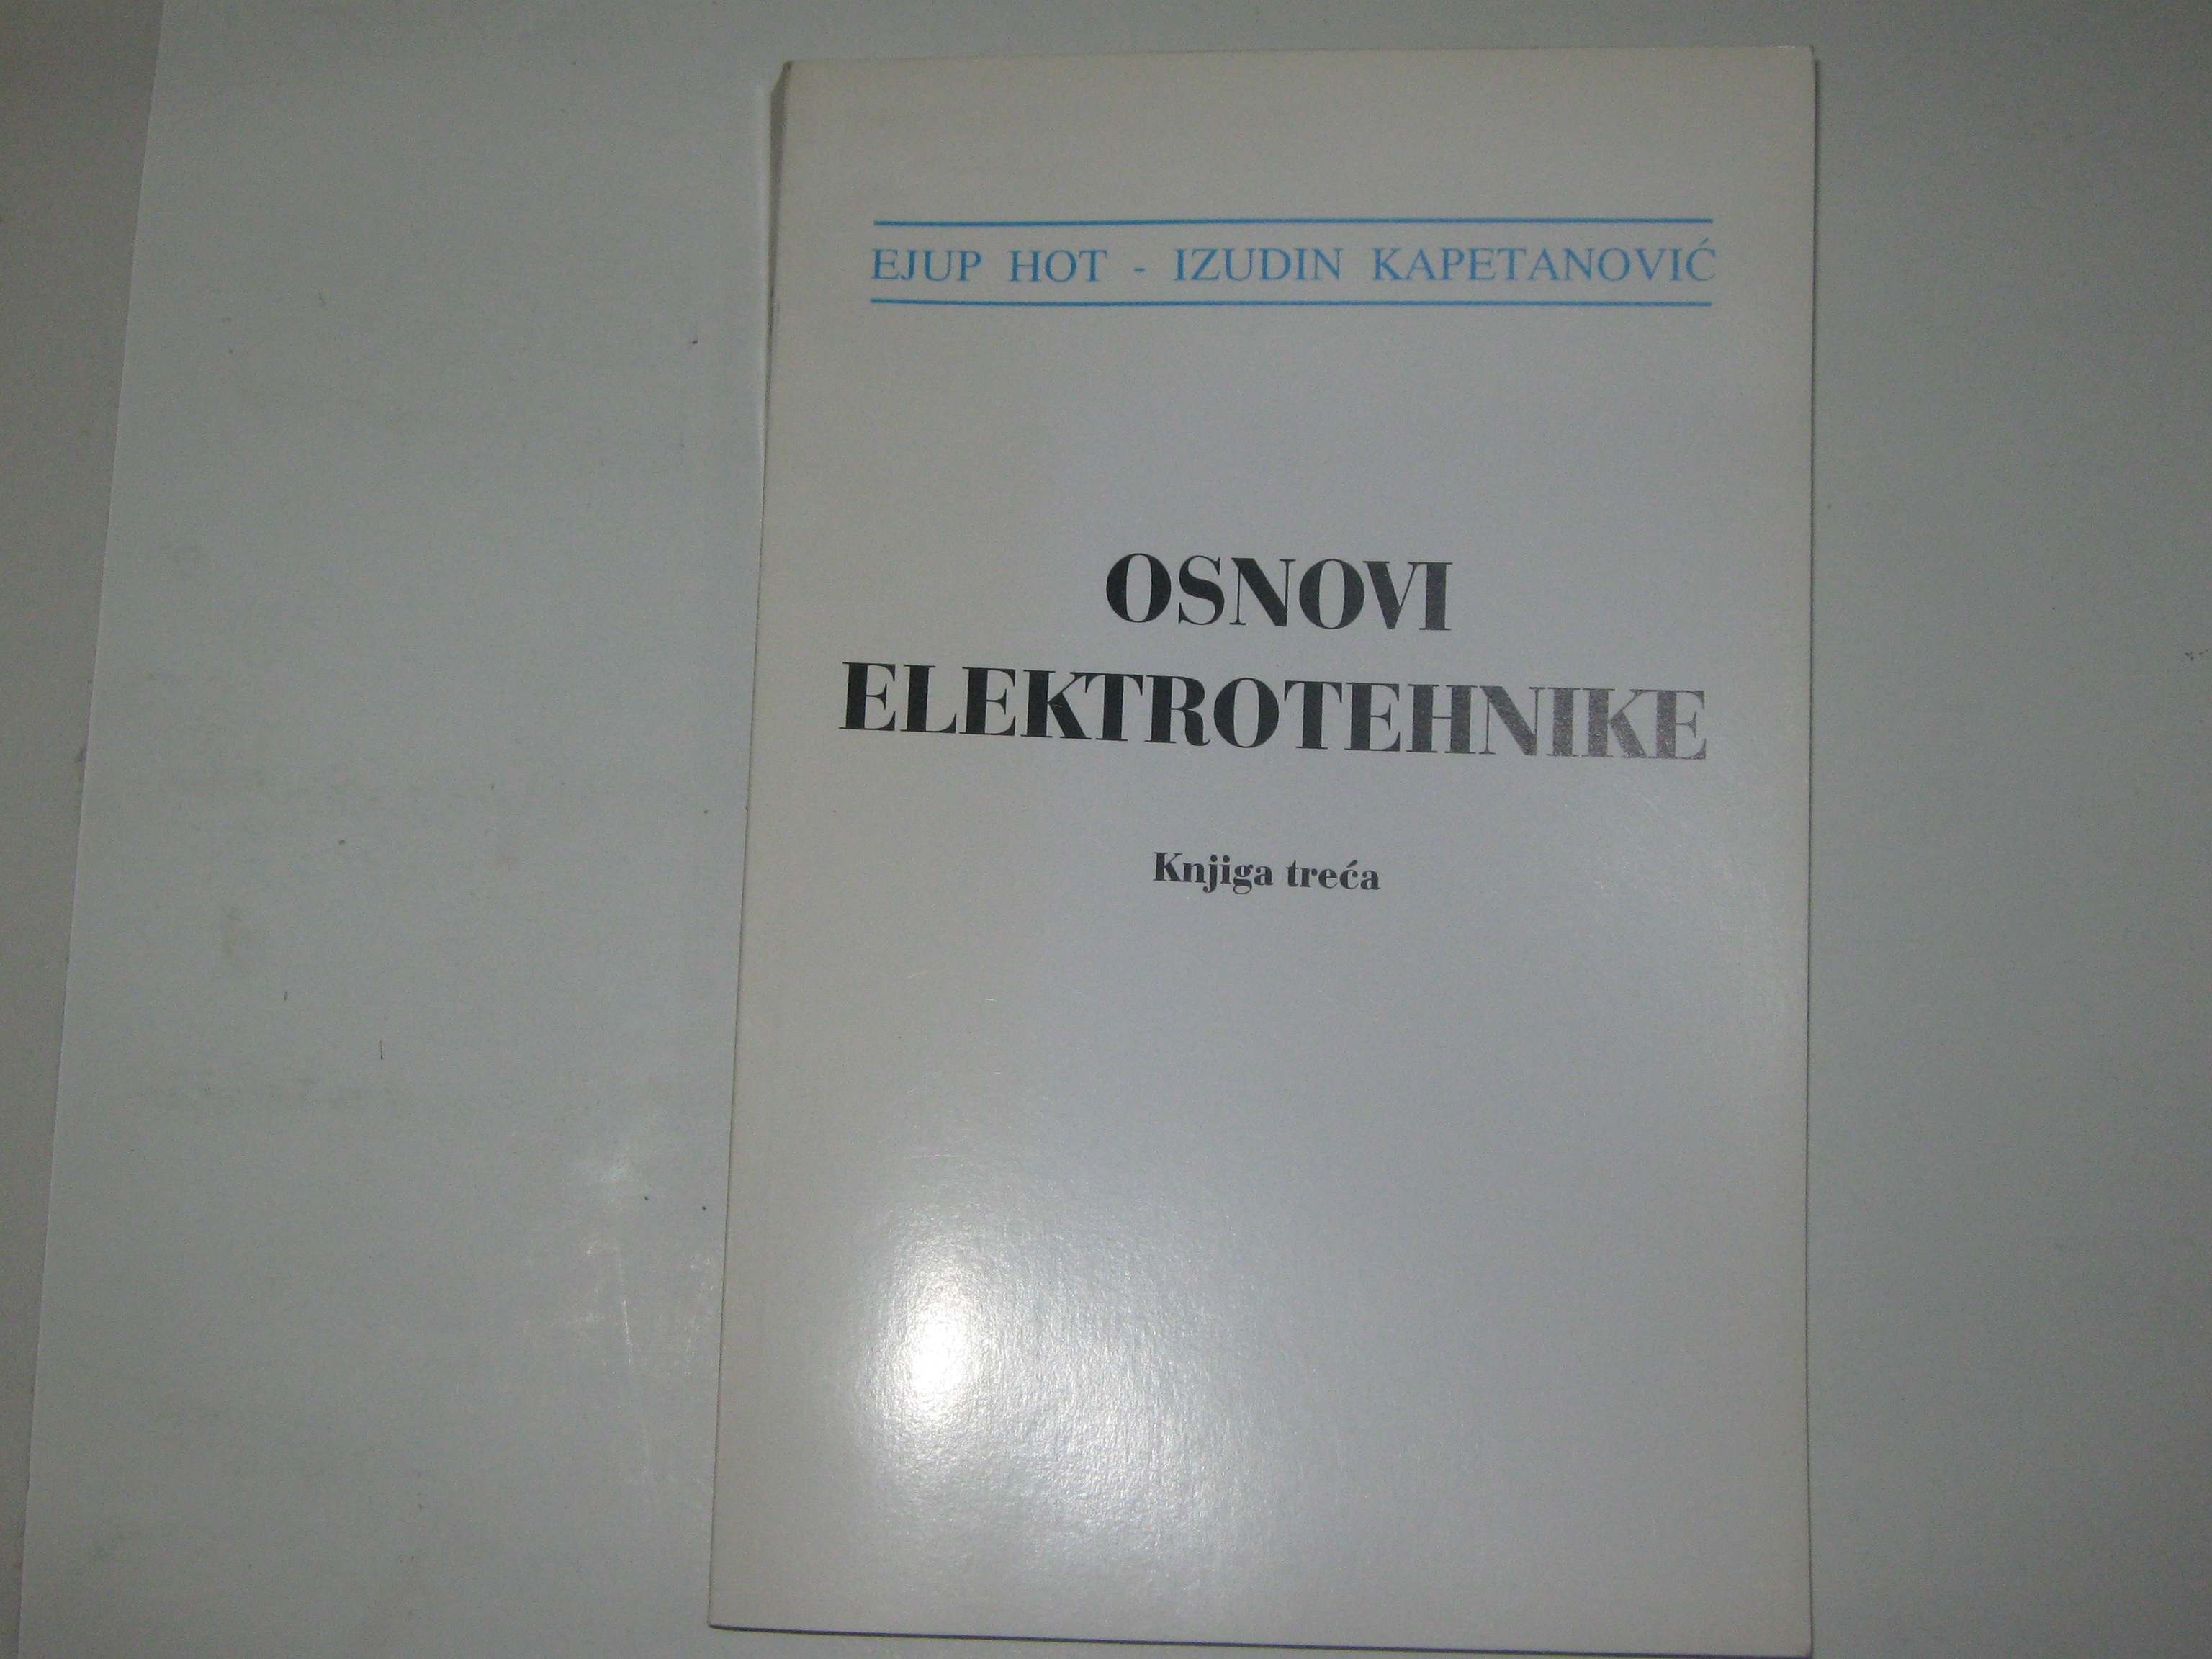 EJUP HOT - IZUDIN KAPETANOVIĆ
OSNOVI
ELEKTROTEHNIKE
Knjiga treća